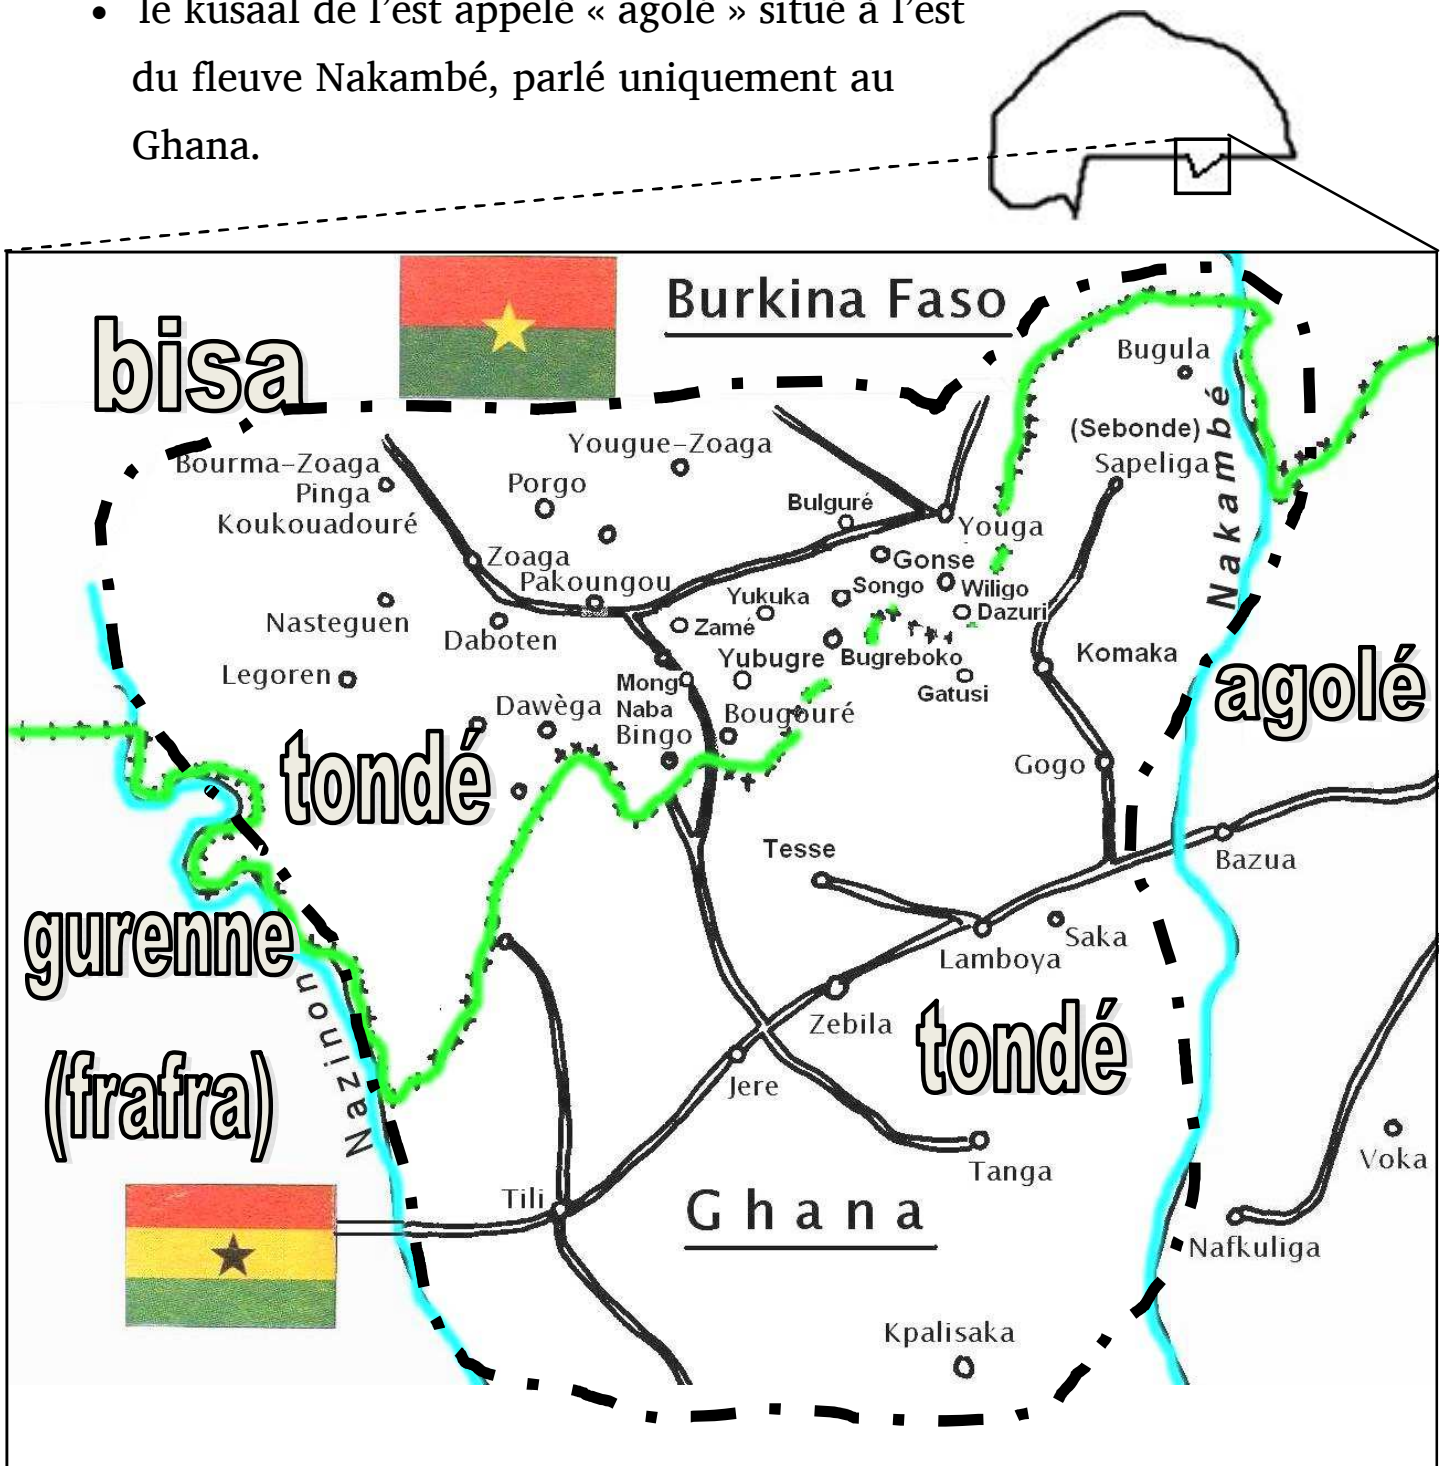 • le kusaal de l’est appelé « agolé » situé à l’est
du fleuve Nakambé, parlé uniquement au
Ghana.
Burkina Faso
bisa
Bugula
Nakambé
(Sebonde)
Sapeliga
Yougue-Zoaga
Bourma-Zoaga
Pinga
Koukouadouré
Porgo
Bulguré
Youga
Zoaga
Gonse
Pakoungou
Songo
Wiligo
Yukuka
Dazuri
Nasteguen
Daboten
Zamé
Yubugre
Bugreboko
Komaka
Legoren
Mong
Naba
Gatusi
agolé
Dawèga
Bougouré
Bingo
tondé
Gogo
Tesse
Bazua
gurenne
Saka
Lamboya
Nazinon
Zebila
tondé
(frafra)
Jere
Tanga
Voka
Tili
Ghana
Nafkuliga
Kpalisaka